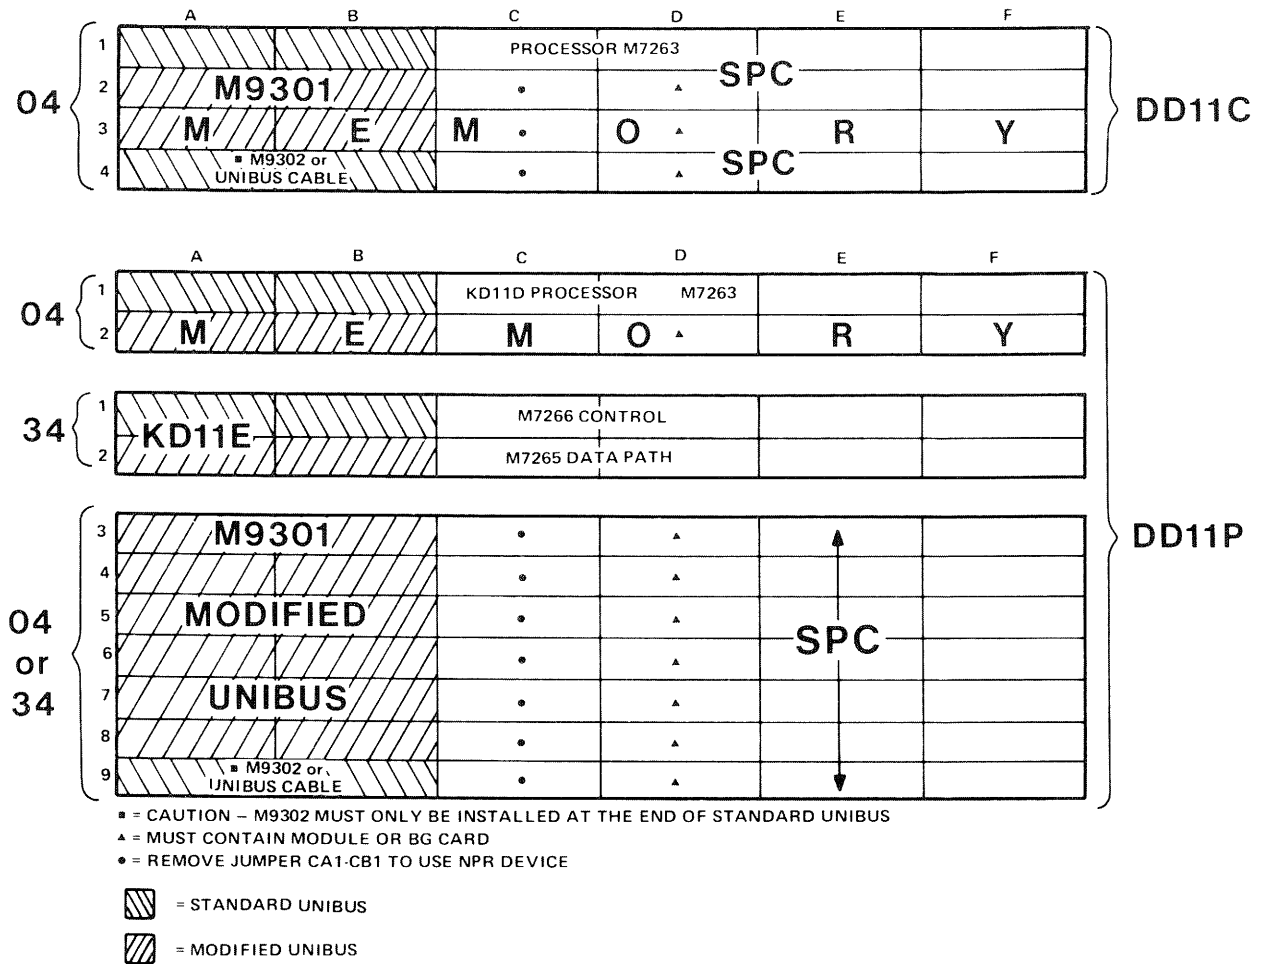 A B C D E F
1 PROCESSOR M7263
SPC
04 2 M9301
DD11C
3 M E M O R Y
■ M9302 or
4 UNIBUS CABLE SPC
A B C D E F
1 KD11D PROCESSOR M7263
04
2 M E M O R Y
1 M7266 CONTROL
34 KD11E
2 M7265 DATA PATH
3 M9301
DD11P
4
04 5 MODIFIED
or 6 SPC
34 7 UNIBUS
8
9 ■ M9302 or
UNIBUS CABLE
■ = CAUTION – M9302 MUST ONLY BE INSTALLED AT THE END OF STANDARD UNIBUS
▲ = MUST CONTAIN MODULE OR BG CARD
● = REMOVE JUMPER CA1-CB1 TO USE NPR DEVICE
= STANDARD UNIBUS
= MODIFIED UNIBUS